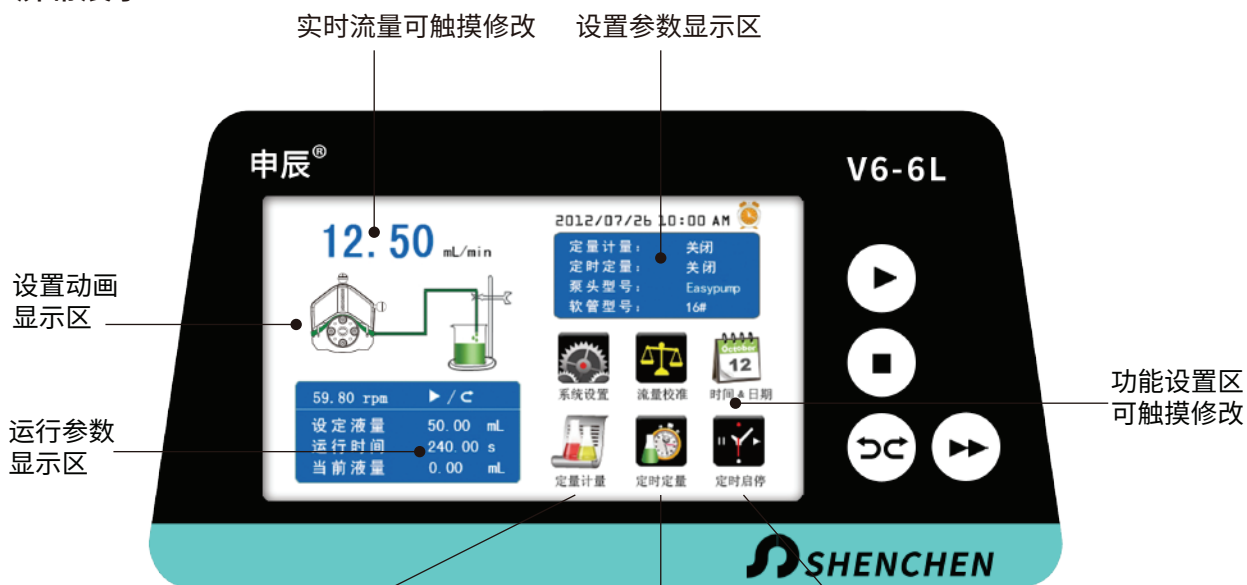 实时流量可触摸修改
设置参数显示区
申辰®
V6-6L
12.50 mL/min
2012/07/26 10:00 AM
定量计量： 关闭
定时定量： 关闭
泵头型号： Easypump
软管型号： 16#
设置动画
显示区
October
12
系统设置
流量校准
时间&日期
功能设置区
可触摸修改
59.80 rpm
设定液量 50.00 mL
运行时间 240.00 s
当前液量 0.00 mL
运行参数
显示区
定量计量
定时定量
定时启停
SHENCHEN